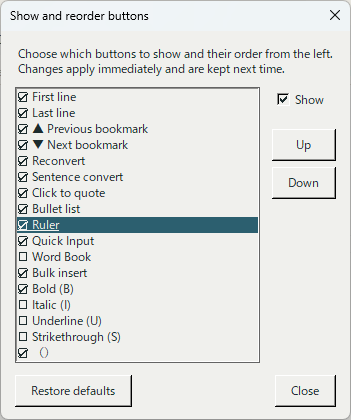 Show and reorder buttons
Choose which buttons to show and their order from the left.
Changes apply immediately and are kept next time.
First line
Last line
▲ Previous bookmark
▼ Next bookmark
Reconvert
Sentence convert
Click to quote
Bullet list
Ruler
Quick Input
Word Book
Bulk insert
Bold (B)
Italic (I)
Underline (U)
Strikethrough (S)
()
Show
Up
Down
Restore defaults
Close